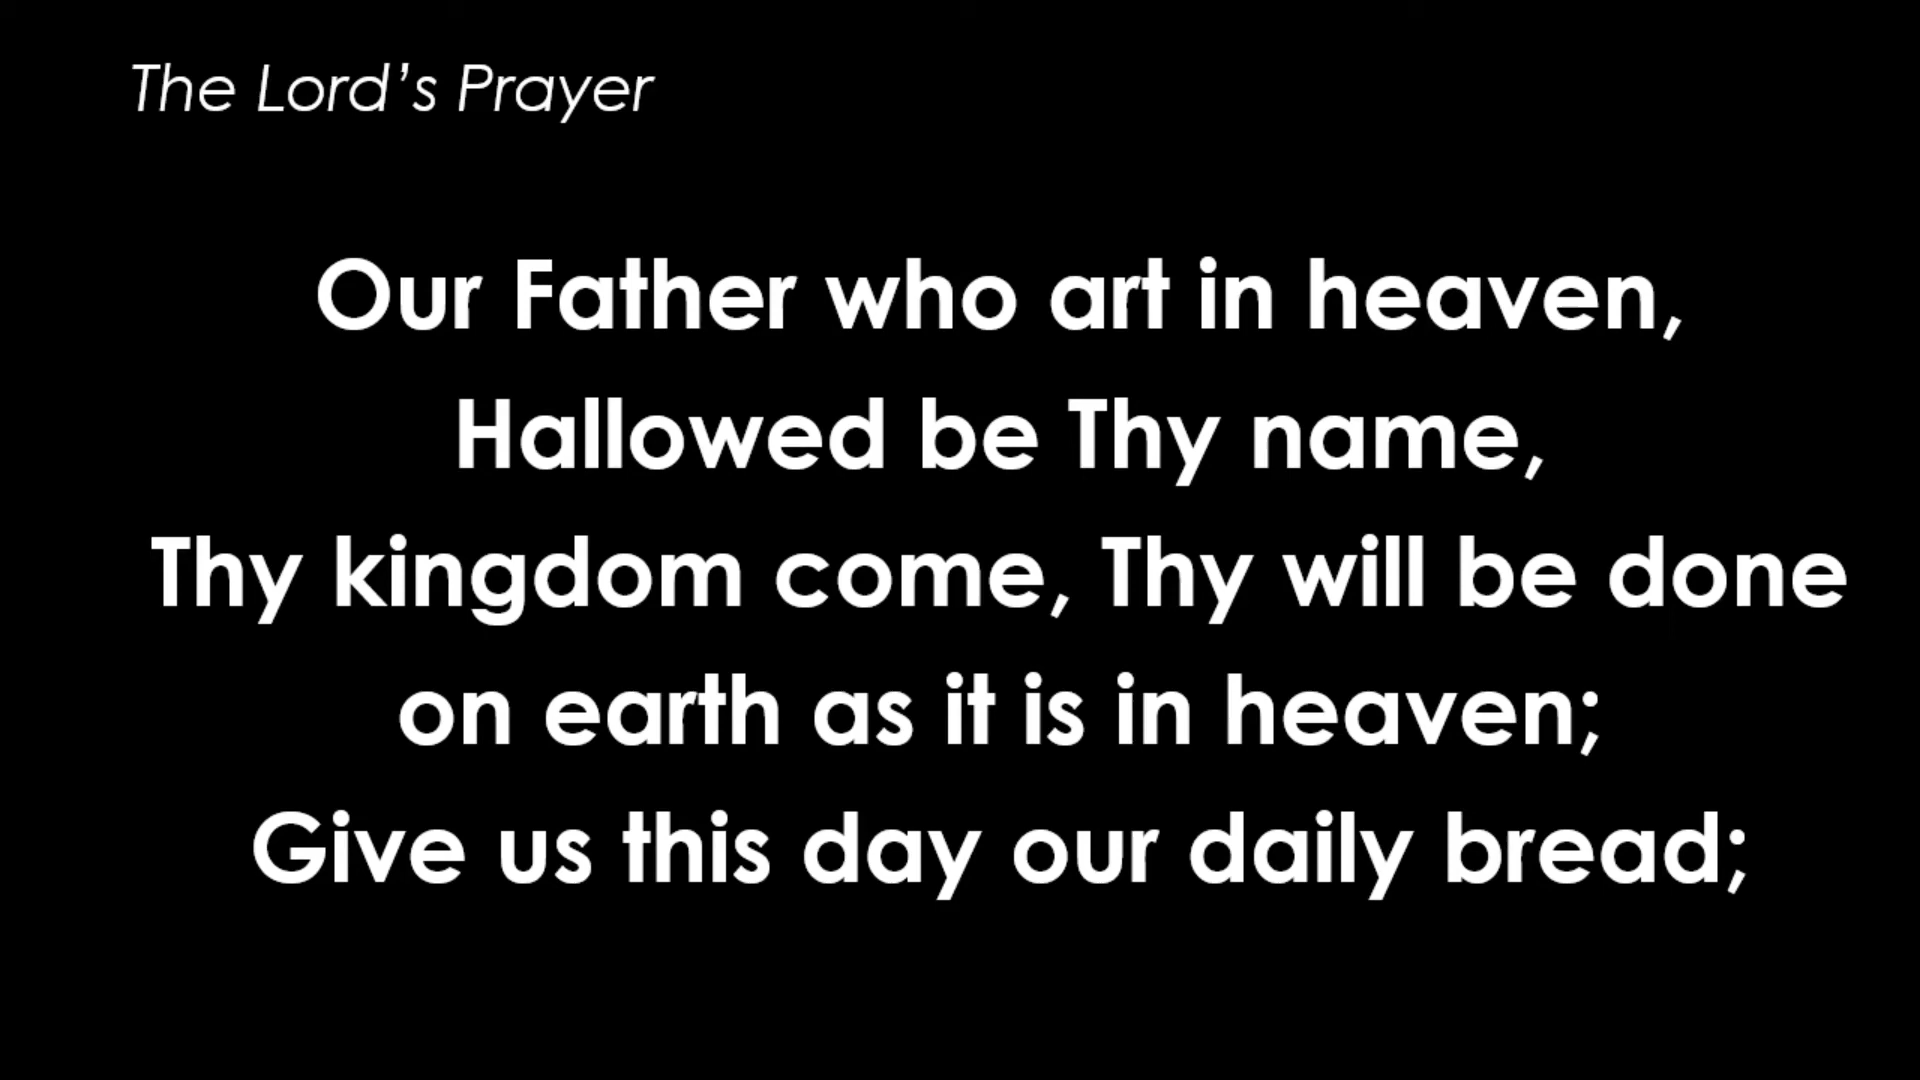 The Lord’s Prayer
Our Father who art in heaven,
Hallowed be Thy name,
Thy kingdom come, Thy will be done
on earth as it is in heaven;
Give us this day our daily bread;